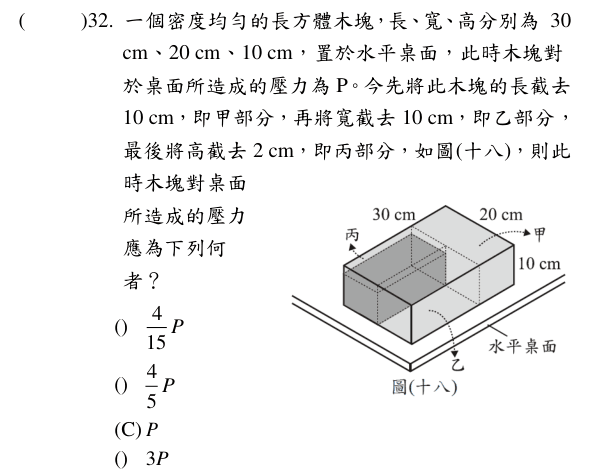 (　　)32. 一個密度均勻的長方體木塊，長、寬、高分別為 30
cm、20 cm、10 cm，置於水平桌面，此時木塊對
於桌面所造成的壓力為 P。今先將此木塊的長截去
10 cm，即甲部分，再將寬截去 10 cm，即乙部分，
最後將高截去 2 cm，即丙部分，如圖(十八)，則此
時木塊對桌面
所造成的壓力
應為下列何
者？
() 4/15 P
() 4/5 P
(C) P
() 3P
30 cm
20 cm
丙
甲
10 cm
水平桌面
乙
圖(十八)